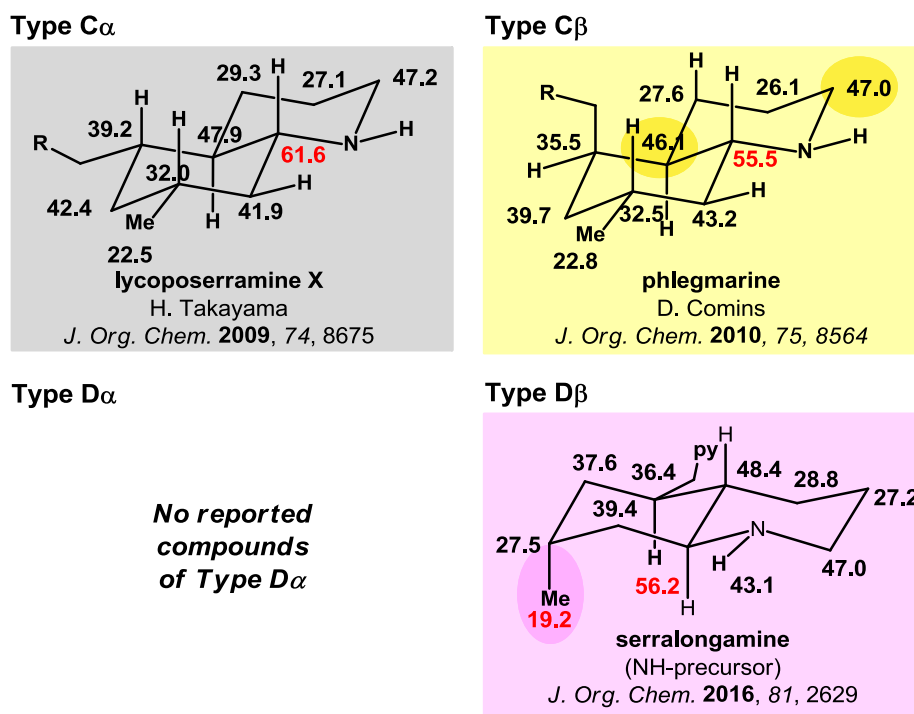 Type Cα
29.3
H
27.1
47.2
H
H
39.2
47.9
N
H
R
61.6
32.0
H
42.4
H
41.9
Me
22.5
lycoposerramine X
H. Takayama
J. Org. Chem. 2009, 74, 8675
Type Cβ
H
H
26.1
47.0
R
27.6
H
35.5
46.1
N
H
H
55.5
H
39.7
32.5
H
43.2
Me
22.8
phlegmarine
D. Comins
J. Org. Chem. 2010, 75, 8564
Type Dα
No reported
compounds
of Type Dα
Type Dβ
H
py
37.6
36.4
48.4
28.8
27.2
39.4
N
27.5
H
H
47.0
56.2
43.1
Me
19.2
H
serralongamine
(NH-precursor)
J. Org. Chem. 2016, 81, 2629